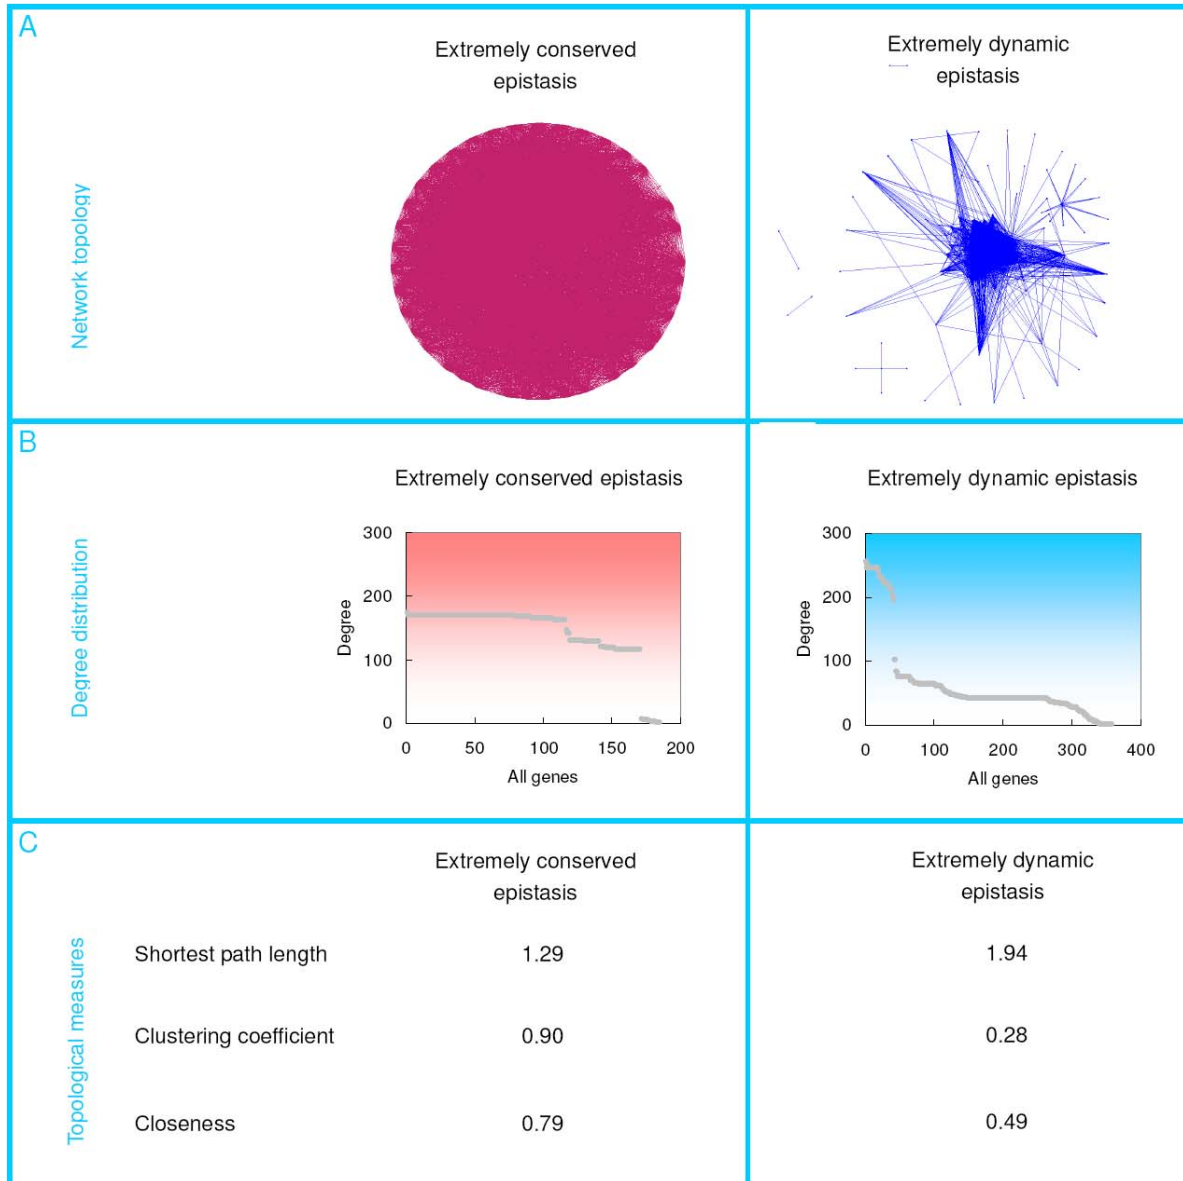 A
Extremely conserved
epistasis
Extremely dynamic
epistasis
Network topology
B
Extremely conserved epistasis
Extremely dynamic epistasis
Degree distribution
Degree
300
200
100
0
0 50 100 150 200
All genes
Degree
300
200
100
0
0 100 200 300 400
All genes
C
Extremely conserved
epistasis
Extremely dynamic
epistasis
Topological measures
Shortest path length 1.29 1.94
Clustering coefficient 0.90 0.28
Closeness 0.79 0.49